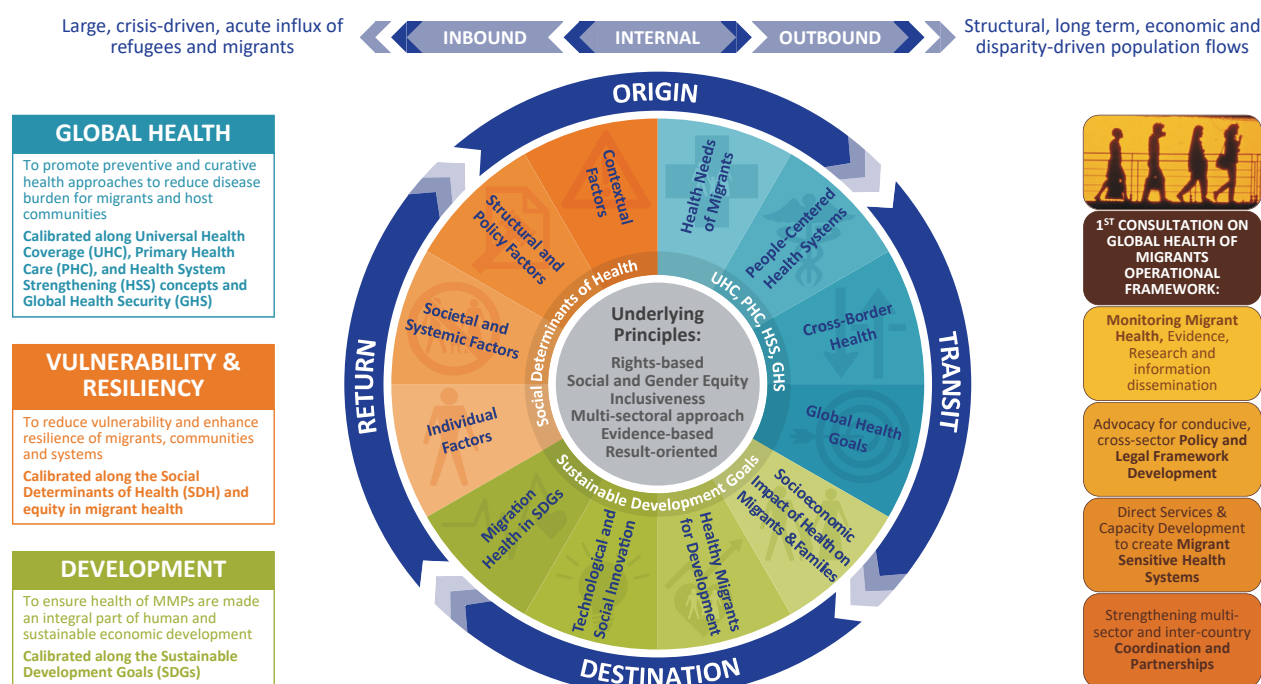 Large, crisis-driven, acute influx of
refugees and migrants
INBOUND
INTERNAL
OUTBOUND
Structural, long term, economic and
disparity-driven population flows
GLOBAL HEALTH
To promote preventive and curative
health approaches to reduce disease
burden for migrants and host
communities
Calibrated along Universal Health
Coverage (UHC), Primary Health
Care (PHC), and Health System
Strengthening (HSS) concepts and
Global Health Security (GHS)
VULNERABILITY &
RESILIENCY
To reduce vulnerability and enhance
resilience of migrants, communities
and systems
Calibrated along the Social
Determinants of Health (SDH) and
equity in migrant health
DEVELOPMENT
To ensure health of MMPs are made
an integral part of human and
sustainable economic development
Calibrated along the Sustainable
Development Goals (SDGs)
ORIGIN
TRANSIT
DESTINATION
RETURN
Health Needs
of Migrants
People-Centered
Health Systems
Cross-Border
Health
Global Health
Goals
Socioeconomic
Impact of Health on
Migrants & Families
Healthy Migrants
for Development
Technological and
Social Innovation
Migration
Health in SDGs
Individual
Factors
Societal and
Systemic Factors
Structural and
Policy Factors
Contextual
Factors
UHC, PHC, HSS, GHS
Sustainable Development Goals
Social Determinants of Health
Underlying
Principles:
Rights-based
Social and Gender Equity
Inclusiveness
Multi-sectoral approach
Evidence-based
Result-oriented
1ST CONSULTATION ON
GLOBAL HEALTH OF
MIGRANTS
OPERATIONAL
FRAMEWORK:
Monitoring Migrant
Health, Evidence,
Research and
information
dissemination
Advocacy for conducive,
cross-sector Policy and
Legal Framework
Development
Direct Services &
Capacity Development
to create Migrant
Sensitive Health
Systems
Strengthening multi-
sector and inter-country
Coordination and
Partnerships